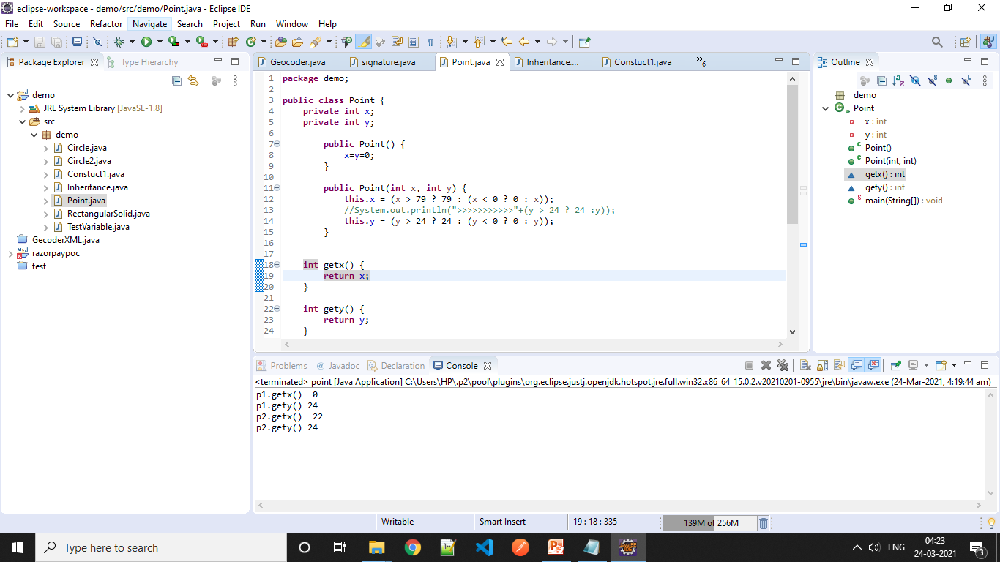 eclipse-workspace - demo/src/demo/Point.java - Eclipse IDE
File Edit Source Refactor Navigate Search Project Run Window Help
Package Explorer Type Hierarchy
demo
JRE System Library [JavaSE-1.8]
src
demo
Circle.java
Circle2.java
Constuct1.java
Inheritance.java
Point.java
RectangularSolid.java
TestVariable.java
GecoderXML.java
razorpaypoc
test
Geocoder.java signature.java Point.java Inheritance.... Constuct1.java »6
1 package demo;
2
3 public class Point {
4 private int x;
5 private int y;
6
7 public Point() {
8 x=y=0;
9 }
10
11 public Point(int x, int y) {
12 this.x = (x > 79 ? 79 : (x < 0 ? 0 : x));
13 //System.out.println(">>>>>>>>>>>"+(y > 24 ? 24 :y));
14 this.y = (y > 24 ? 24 : (y < 0 ? 0 : y));
15 }
16
17
18 int getx() {
19 return x;
20 }
21
22 int gety() {
23 return y;
24 }
Outline
demo
Point
x : int
y : int
Point()
Point(int, int)
getx() : int
gety() : int
main(String[]) : void
Problems @ Javadoc Declaration Console
<terminated> point [Java Application] C:\Users\HP\.p2\pool\plugins\org.eclipse.justj.openjdk.hotspot.jre.full.win32.x86_64_15.0.2.v20210201-0955\jre\bin\javaw.exe (24-Mar-2021, 4:19:44 am)
p1.getx()  0
p1.gety() 24
p2.getx()  22
p2.gety() 24
Writable Smart Insert 19 : 18 : 335 139M of 256M
Type here to search
ENG
04:23
24-03-2021
3